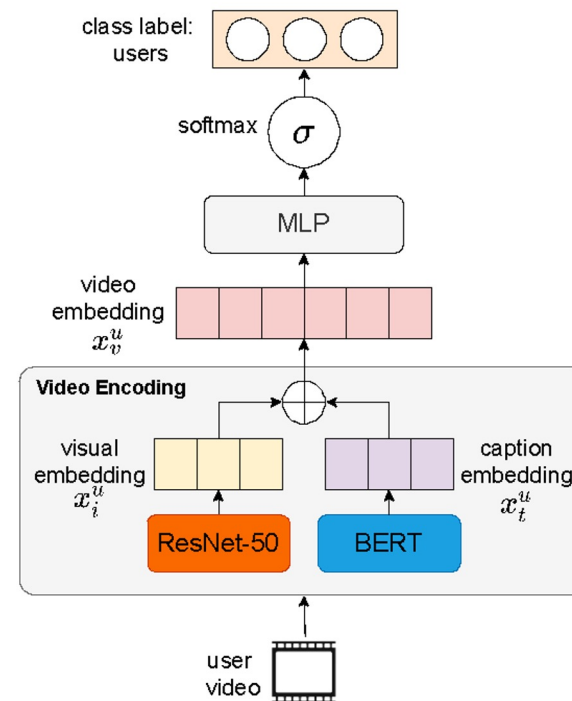 class label:
users
softmax
σ
MLP
video
embedding
x_v^u
Video Encoding
visual
embedding
x_i^u
caption
embedding
x_t^u
ResNet-50
BERT
user
video